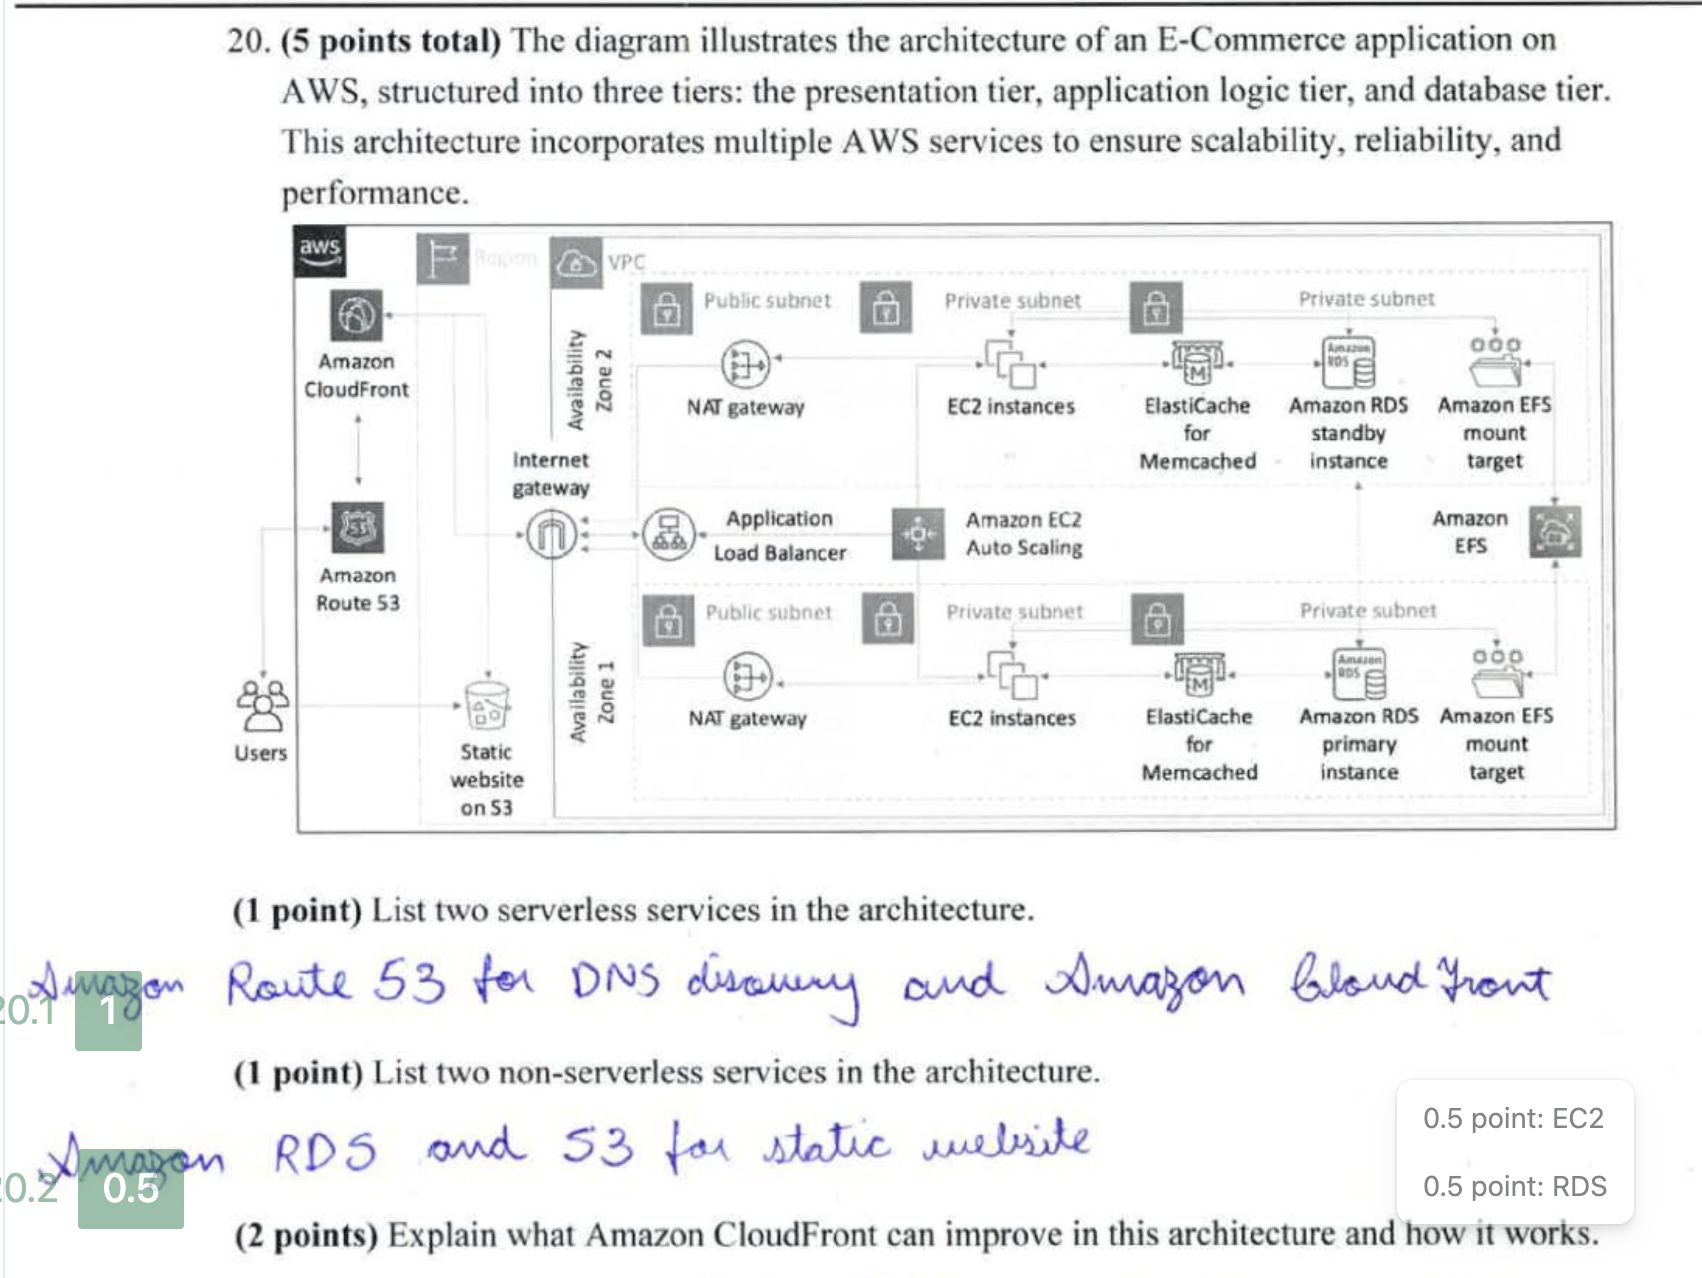 20. (5 points total) The diagram illustrates the architecture of an E-Commerce application on
AWS, structured into three tiers: the presentation tier, application logic tier, and database tier.
This architecture incorporates multiple AWS services to ensure scalability, reliability, and
performance.
aws
Region
VPC
Amazon
CloudFront
Amazon
Route 53
Users
Static
website
on S3
Internet
gateway
Availability
Zone 2
Public subnet
Private subnet
Private subnet
NAT gateway
EC2 instances
ElastiCache
for
Memcached
Amazon
RDS
Amazon RDS
standby
instance
Amazon EFS
mount
target
Application
Load Balancer
Amazon EC2
Auto Scaling
Amazon
EFS
Availability
Zone 1
Public subnet
Private subnet
Private subnet
NAT gateway
EC2 instances
ElastiCache
for
Memcached
Amazon
RDS
Amazon RDS
primary
instance
Amazon EFS
mount
target
(1 point) List two serverless services in the architecture.
Amazon Route 53 for DNS discovery and Amazon CloudFront
20.1 1
(1 point) List two non-serverless services in the architecture.
Amazon RDS and S3 for static website
20.2 0.5
0.5 point: EC2
0.5 point: RDS
(2 points) Explain what Amazon CloudFront can improve in this architecture and how it works.